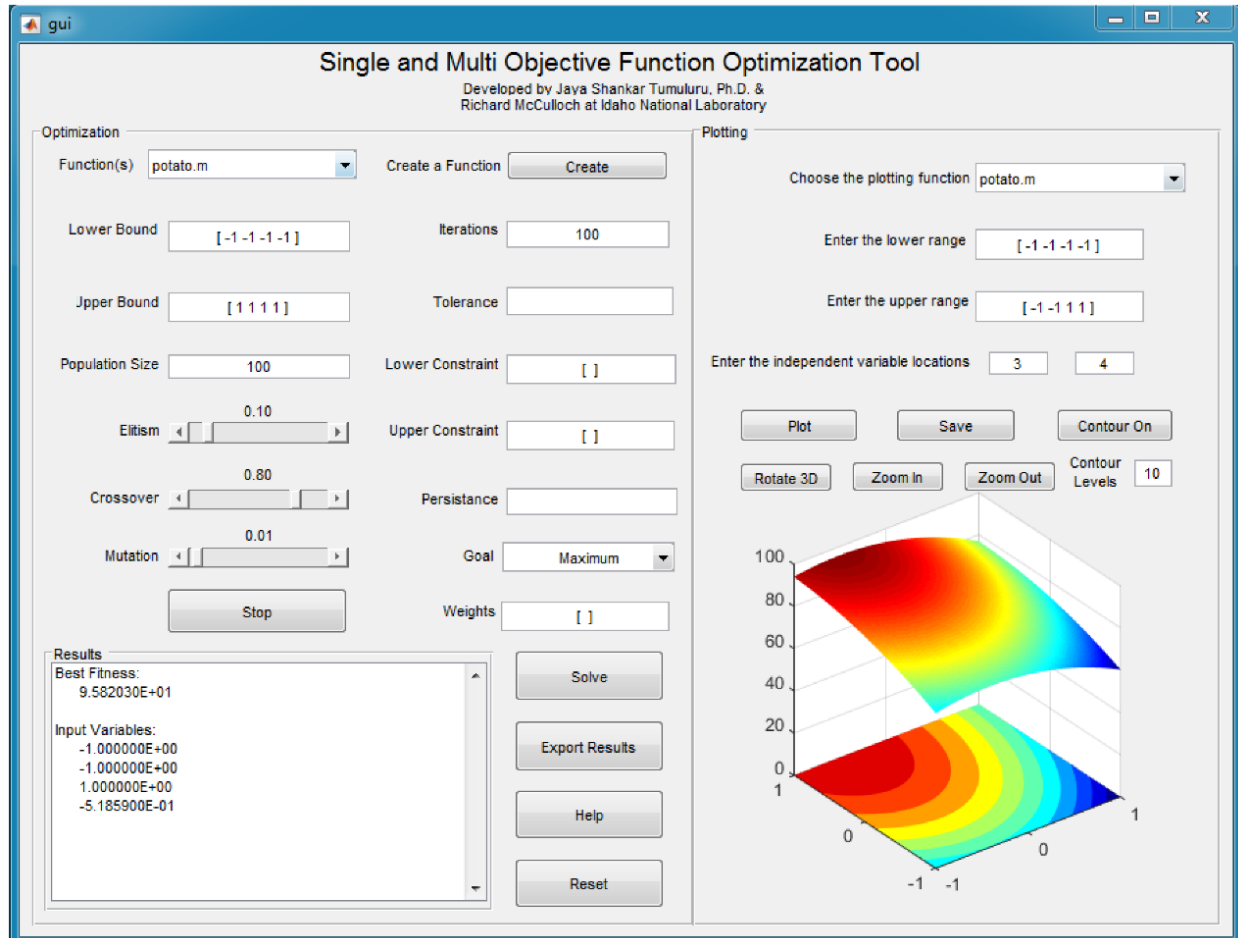 gui
Single and Multi Objective Function Optimization Tool
Developed by Jaya Shankar Tumuluru, Ph.D. &
Richard McCulloch at Idaho National Laboratory
Optimization
Function(s) potato.m Create a Function Create
Lower Bound [ -1 -1 -1 -1 ] Iterations 100
Jpper Bound [ 1 1 1 1 ] Tolerance
Population Size 100 Lower Constraint [ ]
0.10
Elitism Upper Constraint [ ]
0.80
Crossover Persistance
0.01
Mutation Goal Maximum
Stop Weights [ ]
Results
Best Fitness:
9.582030E+01
Input Variables:
-1.000000E+00
-1.000000E+00
1.000000E+00
-5.185900E-01
Solve
Export Results
Help
Reset
Plotting
Choose the plotting function potato.m
Enter the lower range [ -1 -1 -1 -1 ]
Enter the upper range [ -1 -1 1 1 ]
Enter the independent variable locations 3 4
Plot Save Contour On
Rotate 3D Zoom In Zoom Out Contour Levels 10
100
80
60
40
20
0
1
0
-1
-1
0
1